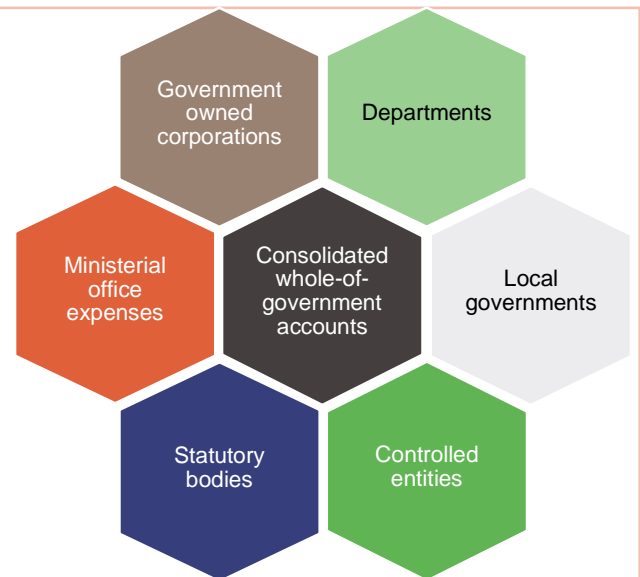 Government
owned
corporations
Departments
Ministerial
office
expenses
Consolidated
whole-of-
government
accounts
Local
governments
Statutory
bodies
Controlled
entities